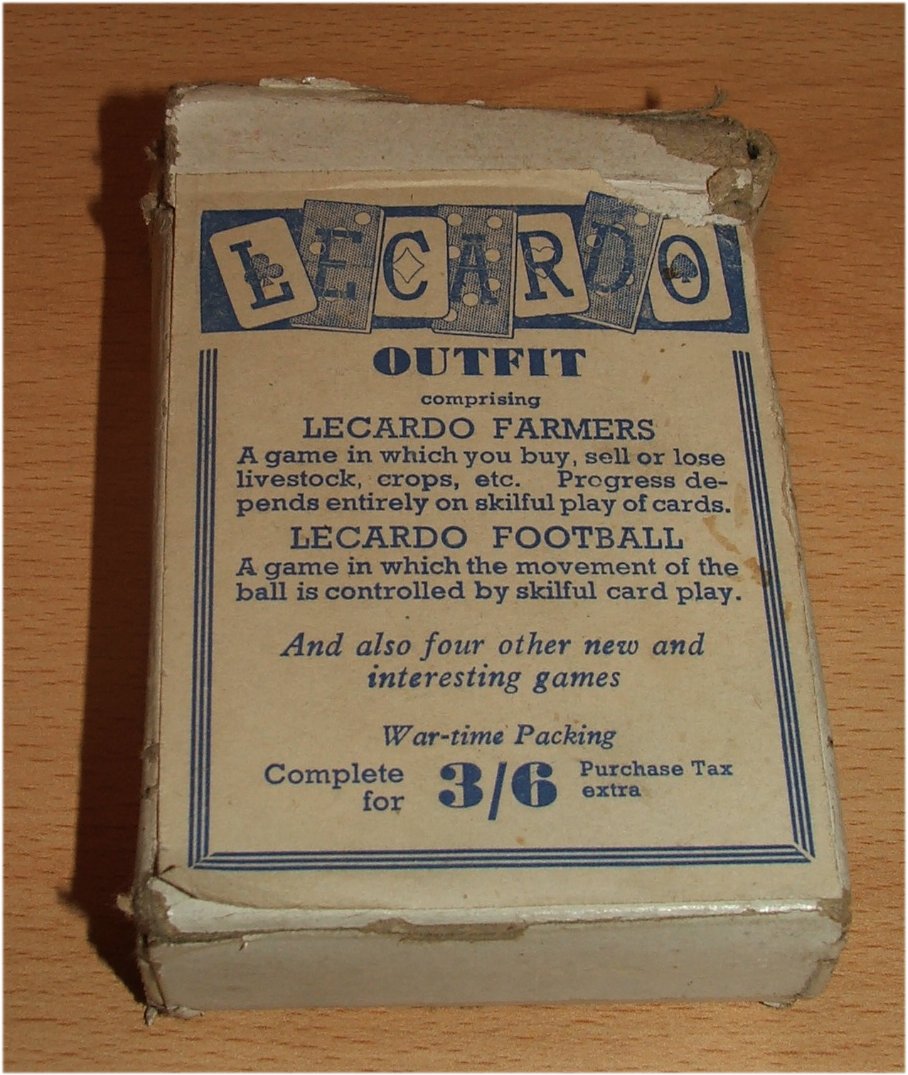 LECARDO
OUTFIT
comprising
LECARDO FARMERS
A game in which you buy, sell or lose
livestock, crops, etc. Progress de-
pends entirely on skilful play of cards.
LECARDO FOOTBALL
A game in which the movement of the
ball is controlled by skilful card play.
And also four other new and
interesting games
War-time Packing
Complete for 3/6 Purchase Tax extra